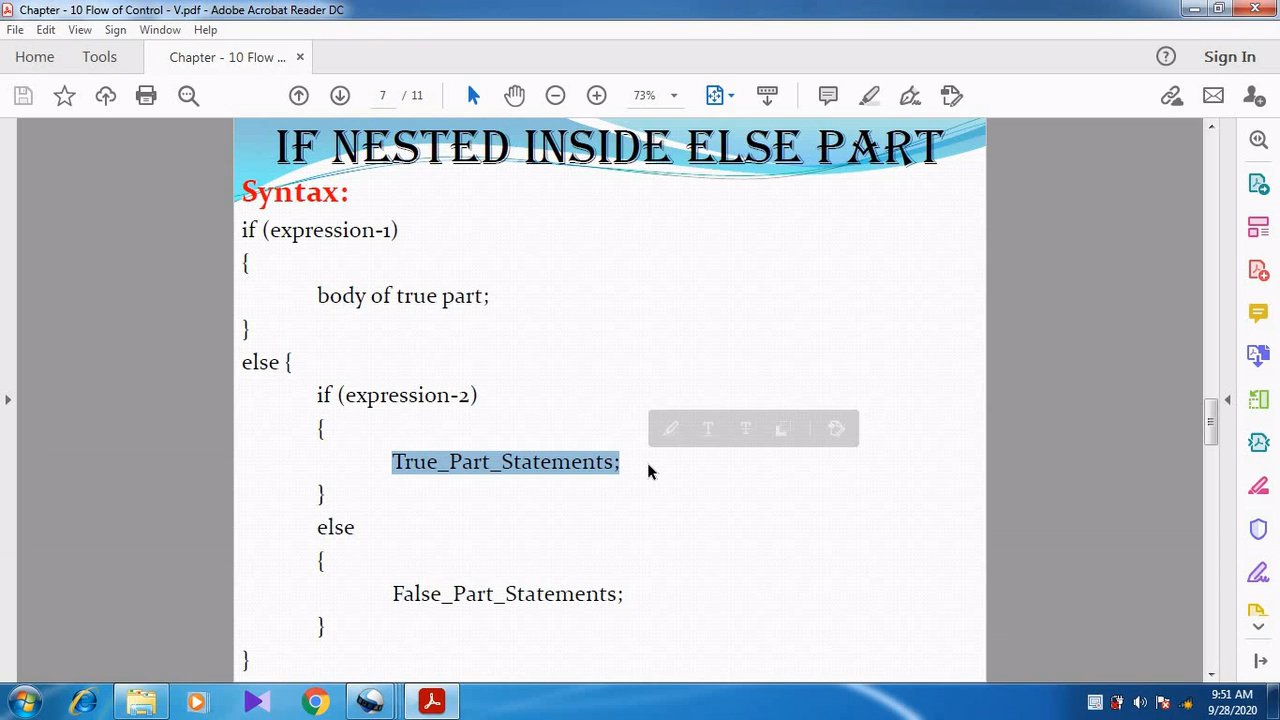 Chapter - 10 Flow of Control - V.pdf - Adobe Acrobat Reader DC
File Edit View Sign Window Help
Home Tools Chapter - 10 Flow ... × Sign In
7 / 11 73%
IF NESTED INSIDE ELSE PART
Syntax:
if (expression-1)
{
body of true part;
}
else {
if (expression-2)
{
True_Part_Statements;
}
else
{
False_Part_Statements;
}
}
9:51 AM
9/28/2020